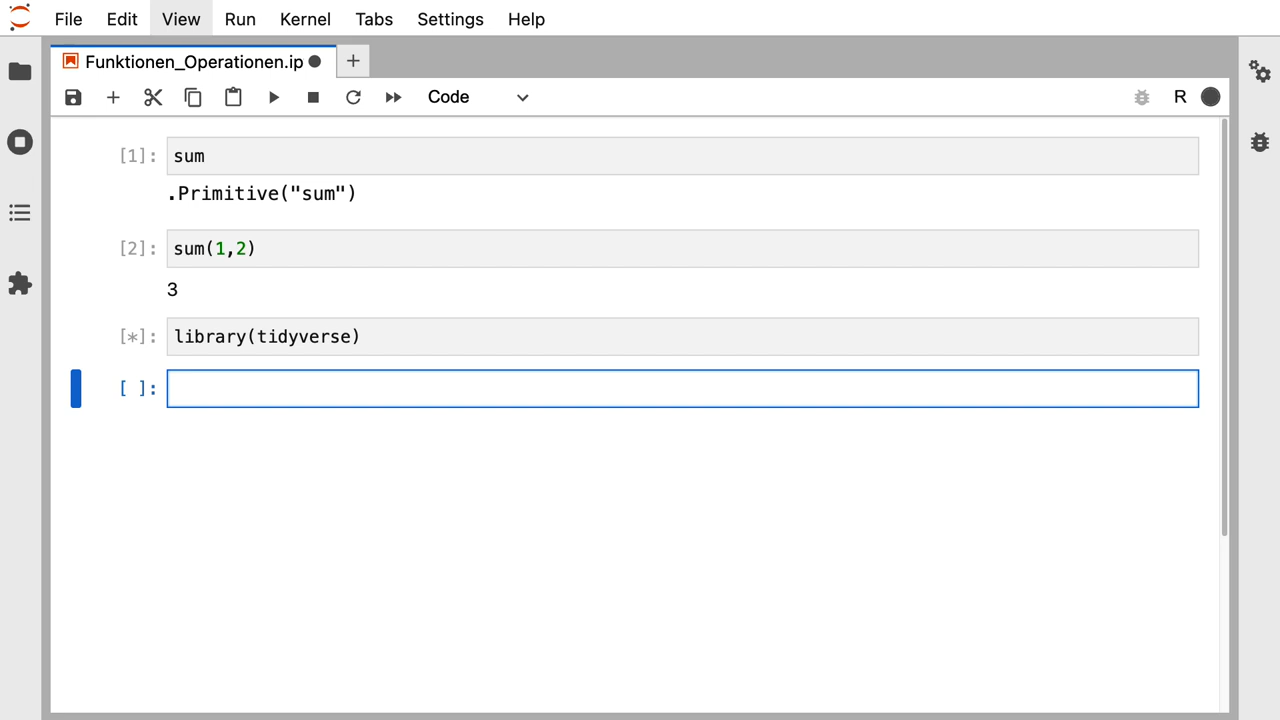 File Edit View Run Kernel Tabs Settings Help
Funktionen_Operationen.ip
Code R
[1]: sum
.Primitive("sum")
[2]: sum(1,2)
3
[*]: library(tidyverse)
[ ]: